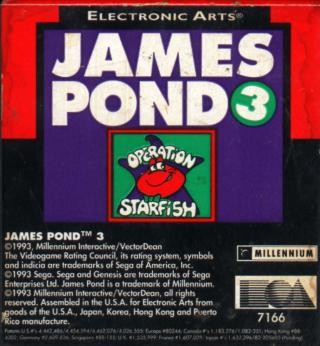 ELECTRONIC ARTS®
JAMES
POND 3
OPERATION
STARFISH
JAMES POND™ 3
©1993, Millennium Interactive/VectorDean
The Videogame Rating Council, its rating system, symbols
and indicia are trademarks of Sega of America, Inc.
©1993 Sega. Sega and Genesis are trademarks of Sega
Enterprises Ltd. James Pond is a trademark of Millennium.
©1993, Millennium Interactive/VectorDean, all rights
reserved. Assembled in the U.S.A. for Electronic Arts from
goods of the U.S.A., Japan, Korea, Hong Kong and Puerto
Rico manufacture.
MILLENNIUM
EA
7166